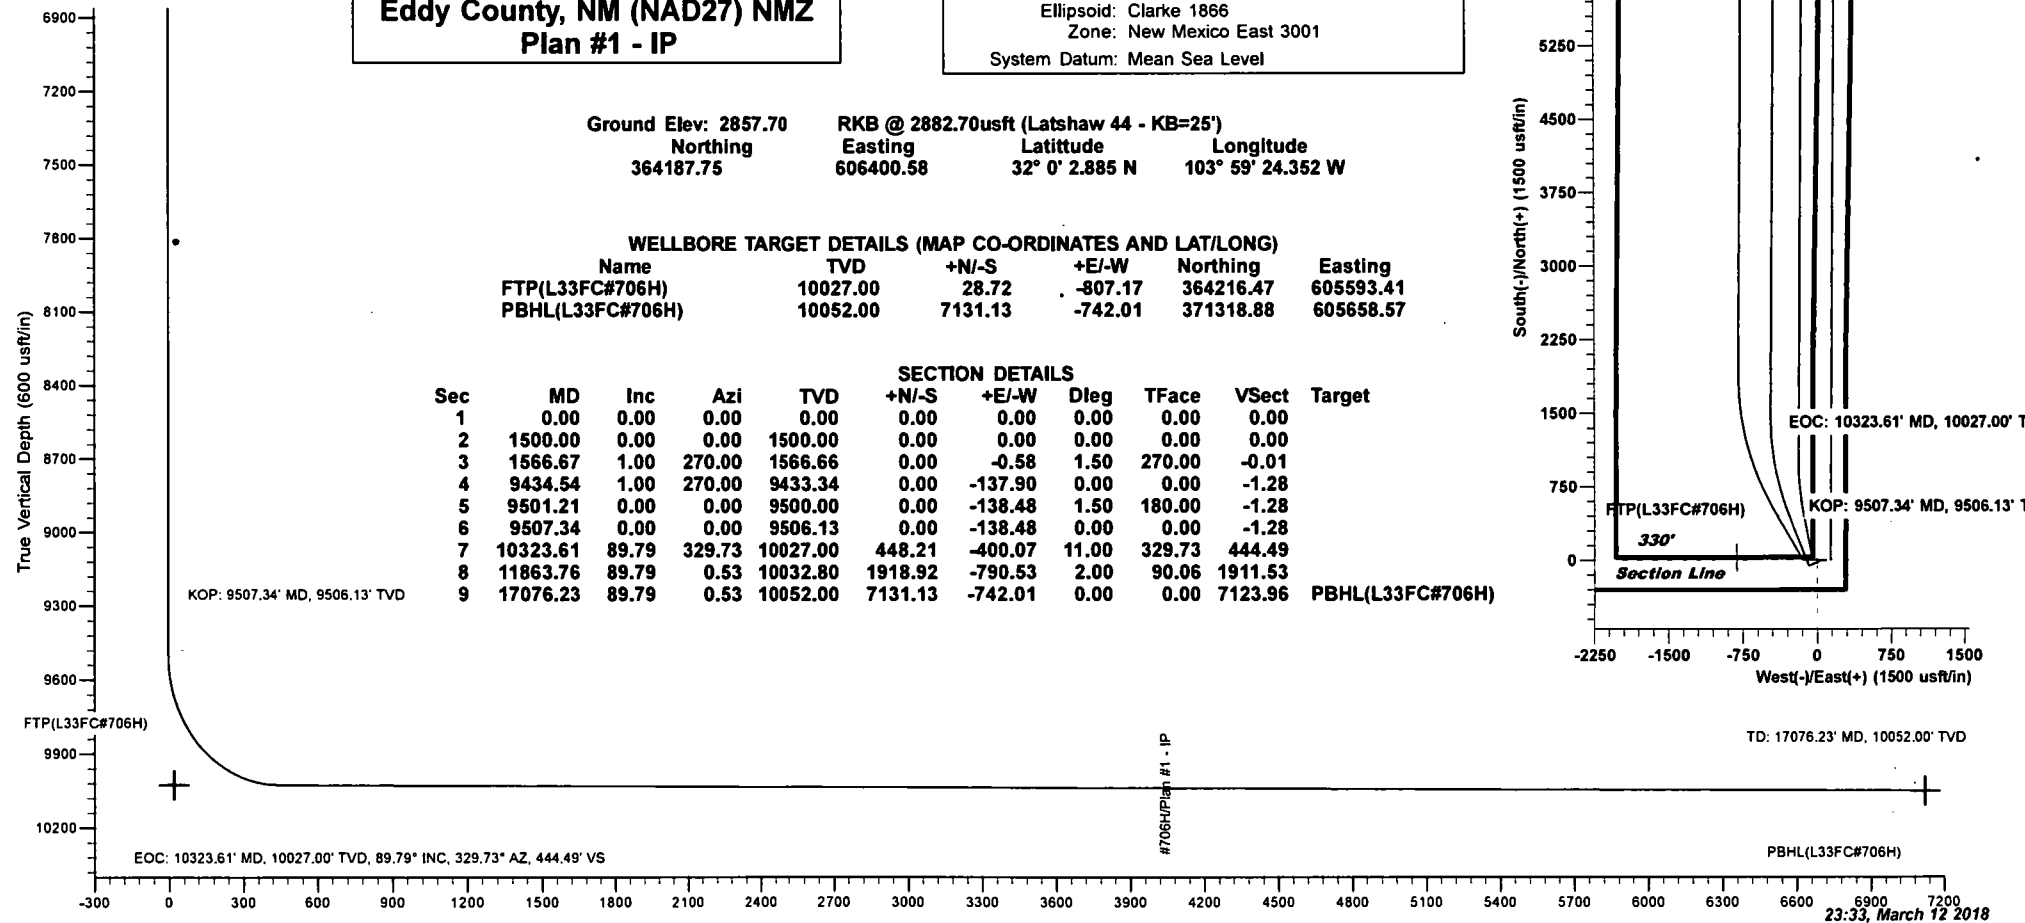 Eddy County, NM (NAD27) NMZ
Plan #1 - IP
Ellipsoid: Clarke 1866
Zone: New Mexico East 3001
System Datum: Mean Sea Level
Ground Elev: 2857.70 RKB @ 2882.70usft (Latshaw 44 - KB=25')
Northing Easting Latittude Longitude
364187.75 606400.58 32° 0' 2.885 N 103° 59' 24.352 W
WELLBORE TARGET DETAILS (MAP CO-ORDINATES AND LAT/LONG)
Name TVD +N/-S +E/-W Northing Easting
FTP(L33FC#706H) 10027.00 28.72 -807.17 364216.47 605593.41
PBHL(L33FC#706H) 10052.00 7131.13 -742.01 371318.88 605658.57
SECTION DETAILS
Sec MD Inc Azi TVD +N/-S +E/-W Dleg TFace VSect Target
1 0.00 0.00 0.00 0.00 0.00 0.00 0.00 0.00 0.00
2 1500.00 0.00 0.00 1500.00 0.00 0.00 0.00 0.00 0.00
3 1566.67 1.00 270.00 1566.66 0.00 -0.58 1.50 270.00 -0.01
4 9434.54 1.00 270.00 9433.34 0.00 -137.90 0.00 0.00 -1.28
5 9501.21 0.00 0.00 9500.00 0.00 -138.48 1.50 180.00 -1.28
6 9507.34 0.00 0.00 9506.13 0.00 -138.48 0.00 0.00 -1.28
7 10323.61 89.79 329.73 10027.00 448.21 -400.07 11.00 329.73 444.49
8 11863.76 89.79 0.53 10032.80 1918.92 -790.53 2.00 90.06 1911.53
9 17076.23 89.79 0.53 10052.00 7131.13 -742.01 0.00 0.00 7123.96 PBHL(L33FC#706H)
True Vertical Depth (600 usft/in)
6900
7200
7500
7800
8100
8400
8700
9000
9300
9600
9900
10200
KOP: 9507.34' MD, 9506.13' TVD
FTP(L33FC#706H)
EOC: 10323.61' MD, 10027.00' TVD, 89.79° INC, 329.73° AZ, 444.49' VS
#706H/Plan #1 - IP
TD: 17076.23' MD, 10052.00' TVD
PBHL(L33FC#706H)
-300 0 300 600 900 1200 1500 1800 2100 2400 2700 3000 3300 3600 3900 4200 4500 4800 5100 5400 5700 6000 6300 6600 6900 7200
South(-)/North(+) (1500 usft/in)
5250
4500
3750
3000
2250
1500
750
0
EOC: 10323.61' MD, 10027.00' T
KOP: 9507.34' MD, 9506.13' T
FTP(L33FC#706H)
330'
Section Line
-2250 -1500 -750 0 750 1500
West(-)/East(+) (1500 usft/in)
23:33, March 12 2018